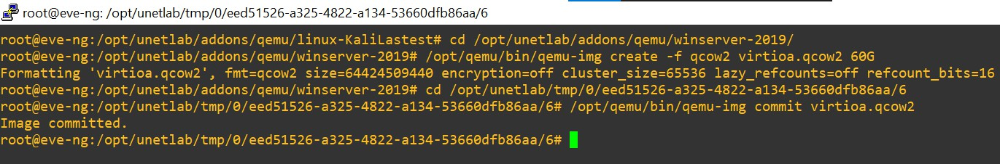 root@eve-ng: /opt/unetlab/tmp/0/eed51526-a325-4822-a134-53660dfb86aa/6
root@eve-ng:/opt/unetlab/addons/qemu/linux-KaliLastest# cd /opt/unetlab/addons/qemu/winserver-2019/
root@eve-ng:/opt/unetlab/addons/qemu/winserver-2019# /opt/qemu/bin/qemu-img create -f qcow2 virtioa.qcow2 60G
Formatting 'virtioa.qcow2', fmt=qcow2 size=64424509440 encryption=off cluster_size=65536 lazy_refcounts=off refcount_bits=16
root@eve-ng:/opt/unetlab/addons/qemu/winserver-2019# cd /opt/unetlab/tmp/0/eed51526-a325-4822-a134-53660dfb86aa/6
root@eve-ng:/opt/unetlab/tmp/0/eed51526-a325-4822-a134-53660dfb86aa/6# /opt/qemu/bin/qemu-img commit virtioa.qcow2
Image committed.
root@eve-ng:/opt/unetlab/tmp/0/eed51526-a325-4822-a134-53660dfb86aa/6#